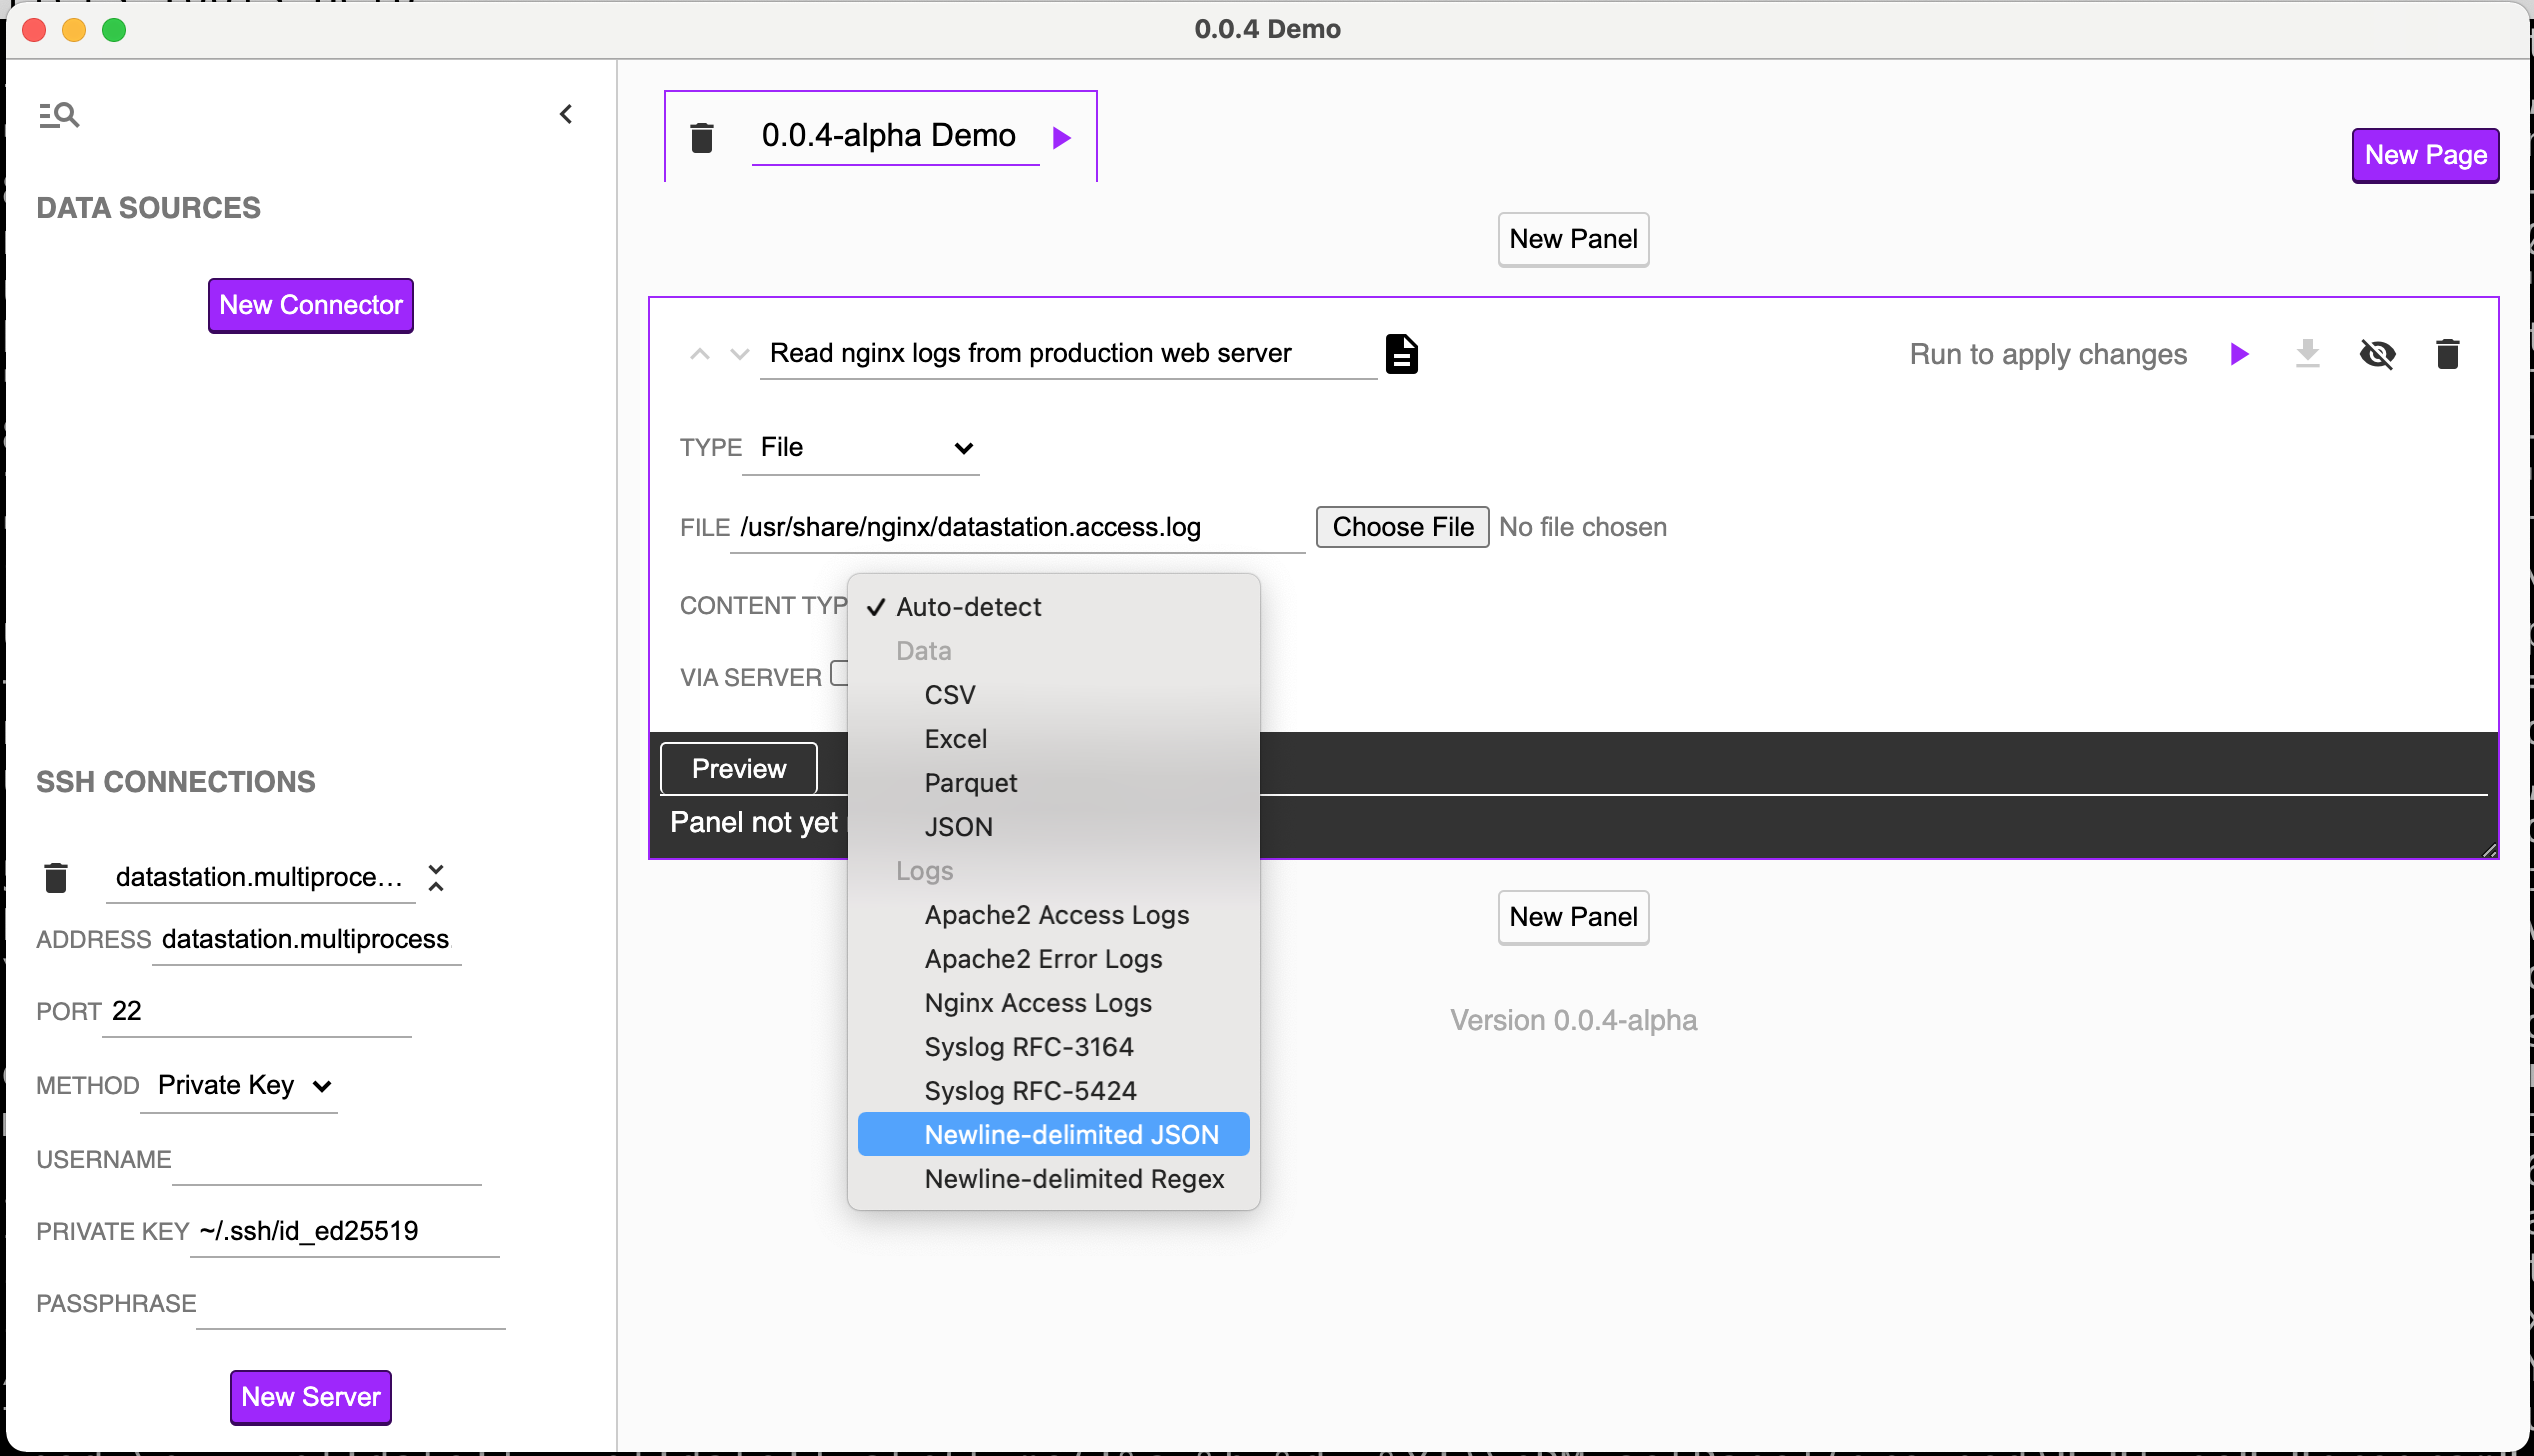 0.0.4 Demo
DATA SOURCES
New Connector
SSH CONNECTIONS
datastation.multiproce…
ADDRESS datastation.multiprocess
PORT 22
METHOD Private Key
USERNAME
PRIVATE KEY ~/.ssh/id_ed25519
PASSPHRASE
New Server
0.0.4-alpha Demo
New Page
New Panel
Read nginx logs from production web server
Run to apply changes
TYPE File
FILE /usr/share/nginx/datastation.access.log Choose File No file chosen
CONTENT TYP
VIA SERVER
Auto-detect
Data
CSV
Excel
Parquet
JSON
Logs
Apache2 Access Logs
Apache2 Error Logs
Nginx Access Logs
Syslog RFC-3164
Syslog RFC-5424
Newline-delimited JSON
Newline-delimited Regex
Preview
Panel not yet
New Panel
Version 0.0.4-alpha